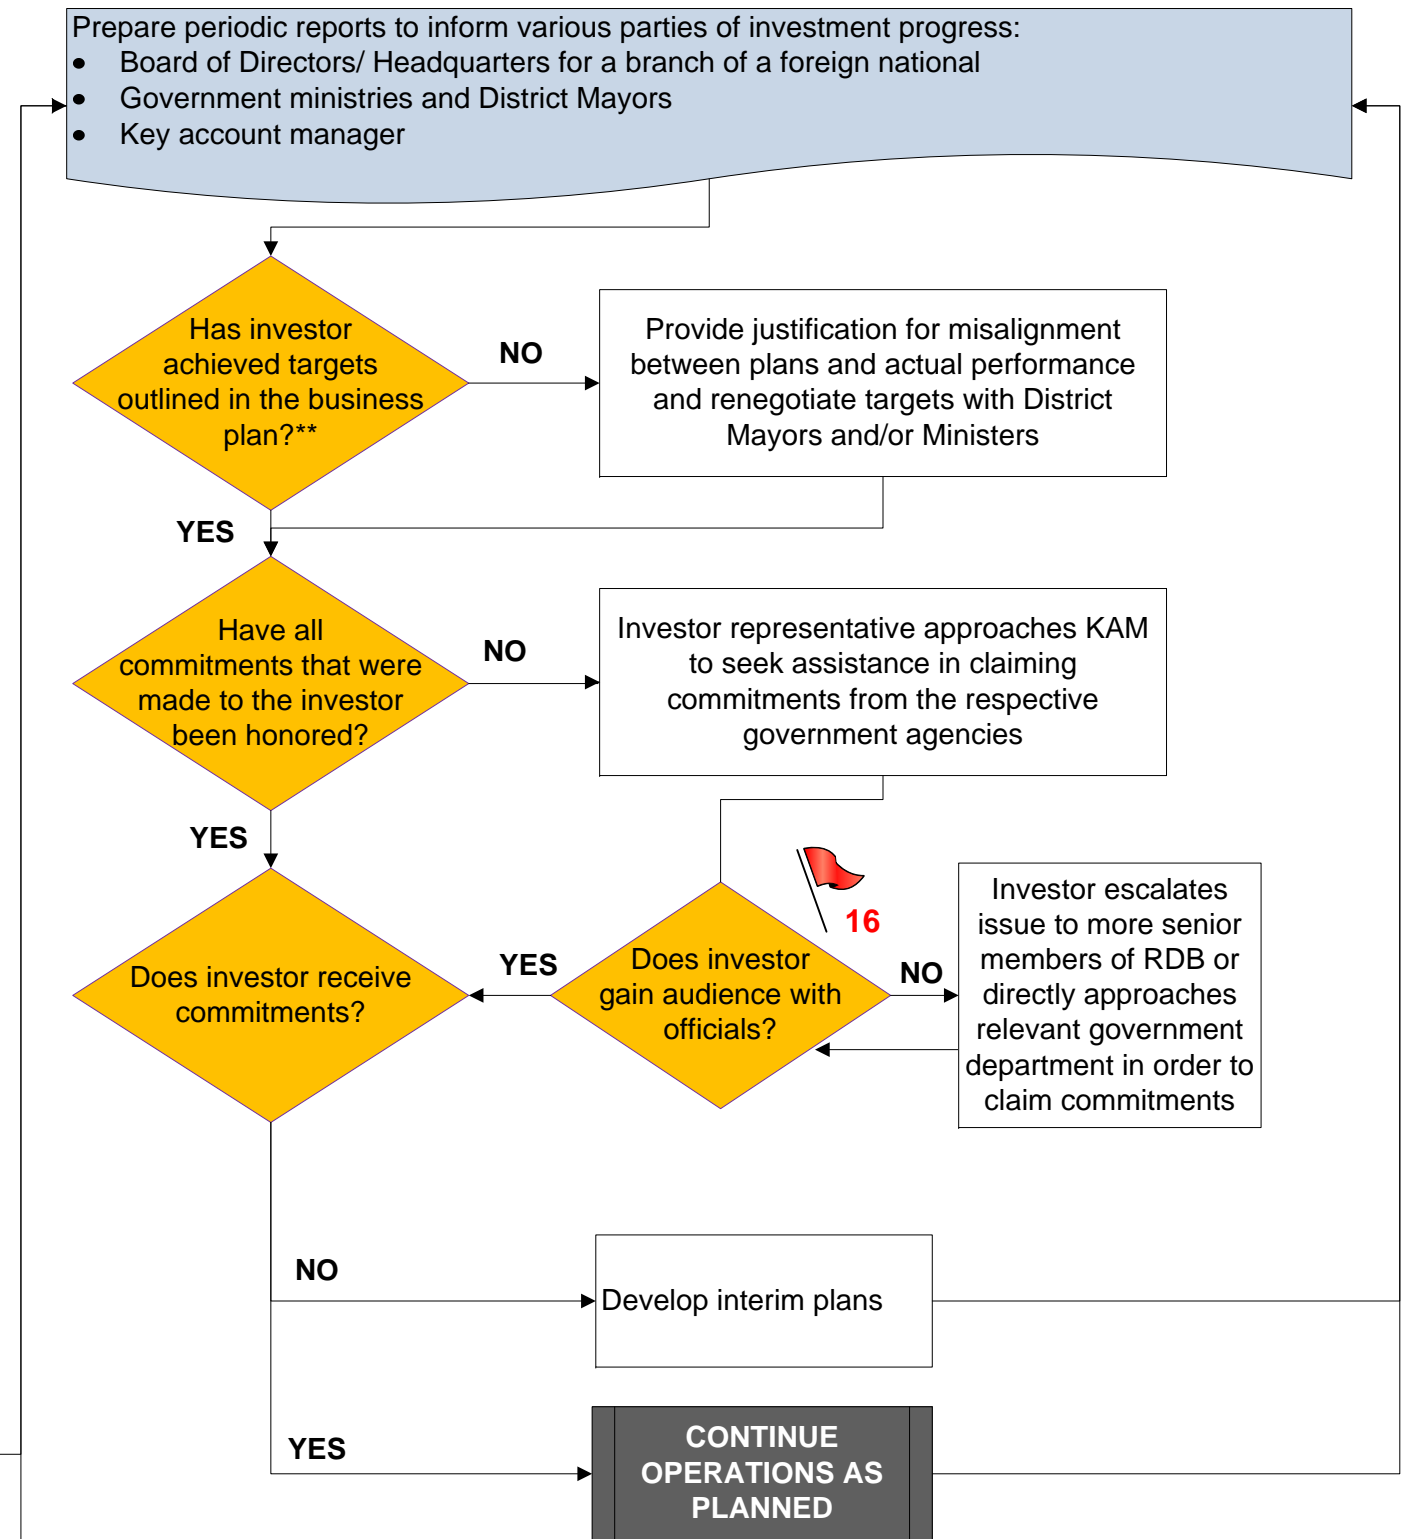 Prepare periodic reports to inform various parties of investment progress:
• Board of Directors/ Headquarters for a branch of a foreign national
• Government ministries and District Mayors
• Key account manager
Has investor
achieved targets
outlined in the business
plan?**
NO
Provide justification for misalignment
between plans and actual performance
and renegotiate targets with District
Mayors and/or Ministers
YES
Have all
commitments that were
made to the investor
been honored?
NO
Investor representative approaches KAM
to seek assistance in claiming
commitments from the respective
government agencies
YES
Does investor receive
commitments?
YES
16
Does investor
gain audience with
officials?
NO
Investor escalates
issue to more senior
members of RDB or
directly approaches
relevant government
department in order to
claim commitments
NO
Develop interim plans
YES
CONTINUE
OPERATIONS AS
PLANNED